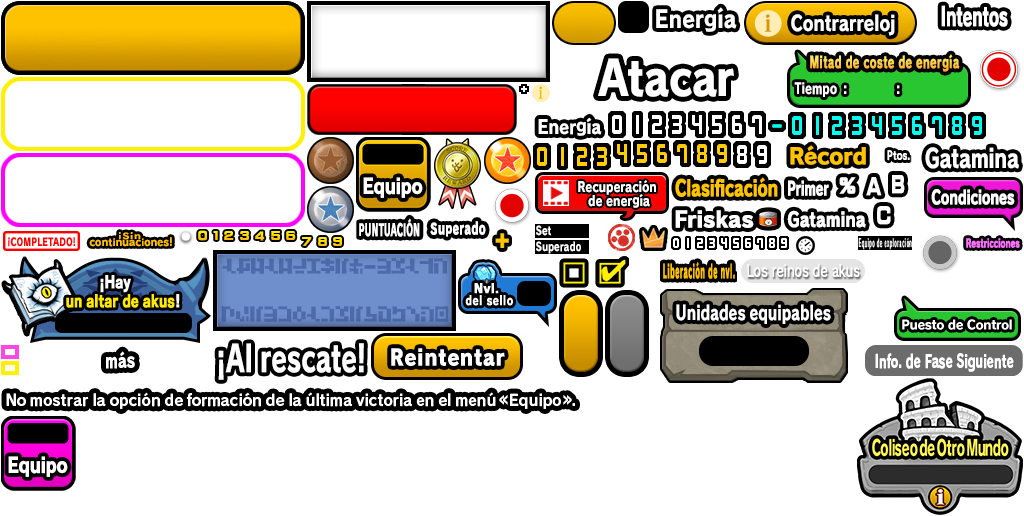 Energía
Contrarreloj
Intentos
Atacar
Mitad de coste de energía
Tiempo : :
Energía
0123456789
-0123456789
012345678989
Récord
Ptos.
Gatamina
Equipo
Recuperación
de energía
Clasificación
Primer
%
A
B
Condiciones
PUNTUACIÓN
Superado
Friskas
Gatamina
C
¡COMPLETADO!
¡Sin
continuaciones!
0123456
789
Set
Superado
0123456789
Equipo de exploración
Restricciones
¡Hay
un altar de akus!
Nvl.
del sello
Liberación de nvl.
Los reinos de akus
Unidades equipables
Puesto de Control
más
¡Al rescate!
Reintentar
Info. de Fase Siguiente
No mostrar la opción de formación de la última victoria en el menú «Equipo».
Equipo
Coliseo de Otro Mundo